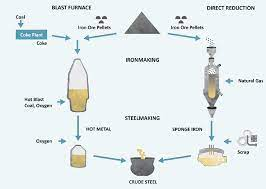 BLAST FURNACE
DIRECT REDUCTION
Coal
Iron Ore Pellets
Iron Ore Pellets
Coke Plant
Coke
IRONMAKING
Natural Gas
Hot Blast
Coal, Oxygen
STEELMAKING
HOT METAL
SPONGE IRON
Oxygen
Scrap
CRUDE STEEL